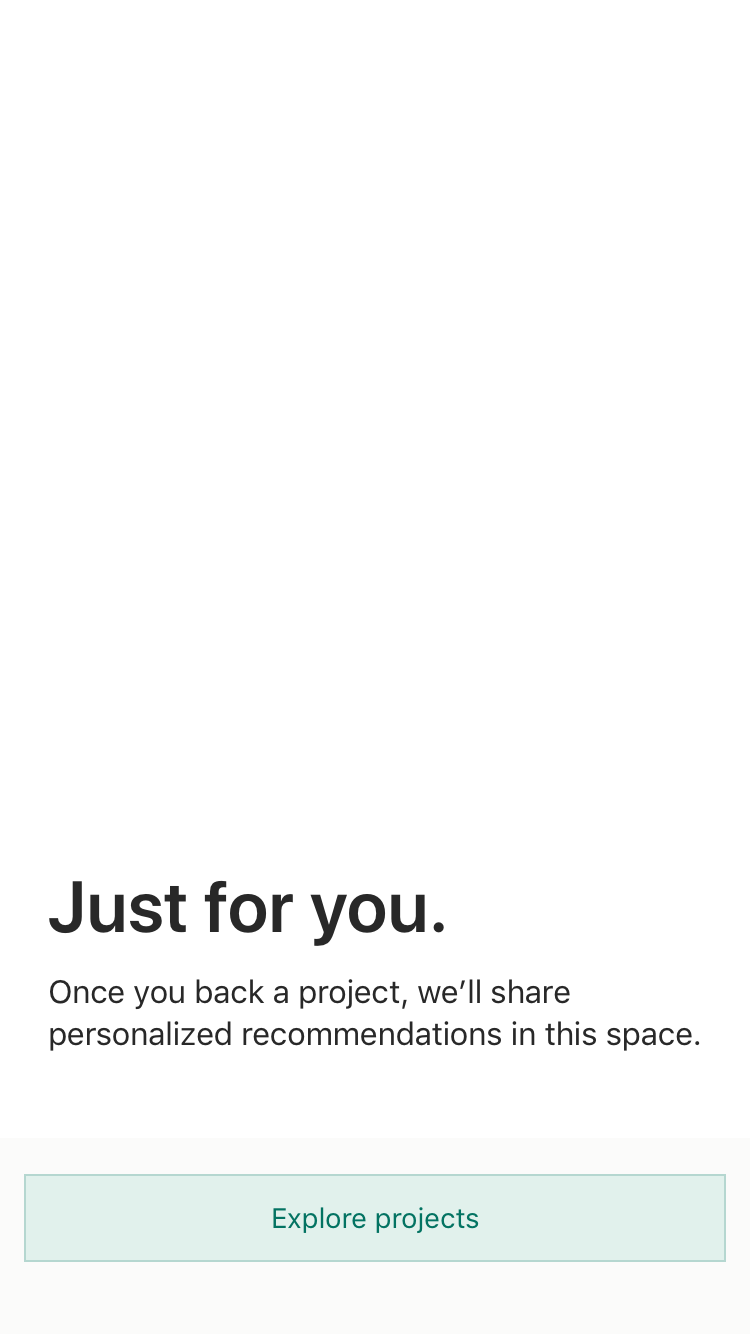 Just for you.
Once you back a project, we’ll share
personalized recommendations in this space.
Explore projects